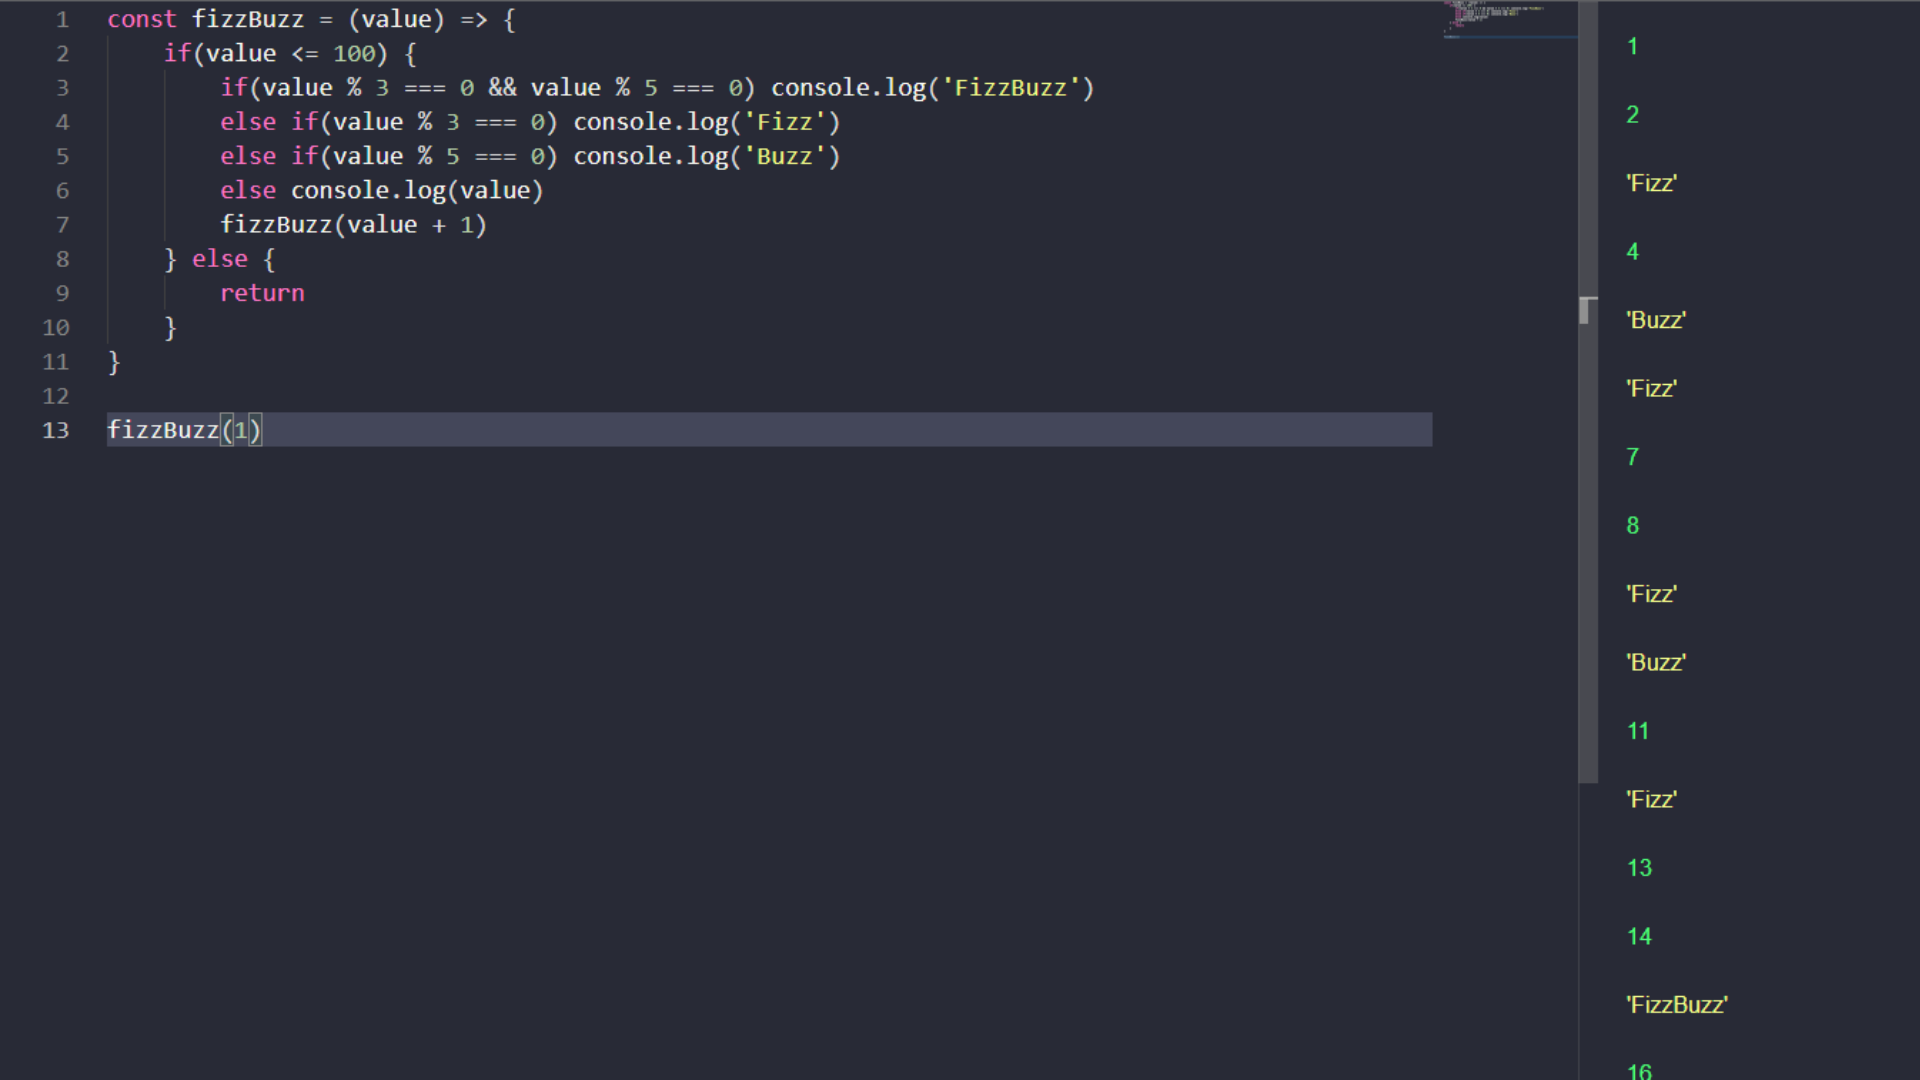 1 const fizzBuzz = (value) => {
2 if(value <= 100) {
3 if(value % 3 === 0 && value % 5 === 0) console.log('FizzBuzz')
4 else if(value % 3 === 0) console.log('Fizz')
5 else if(value % 5 === 0) console.log('Buzz')
6 else console.log(value)
7 fizzBuzz(value + 1)
8 } else {
9 return
10 }
11 }
12
13 fizzBuzz(1)
1
2
'Fizz'
4
'Buzz'
'Fizz'
7
8
'Fizz'
'Buzz'
11
'Fizz'
13
14
'FizzBuzz'
16